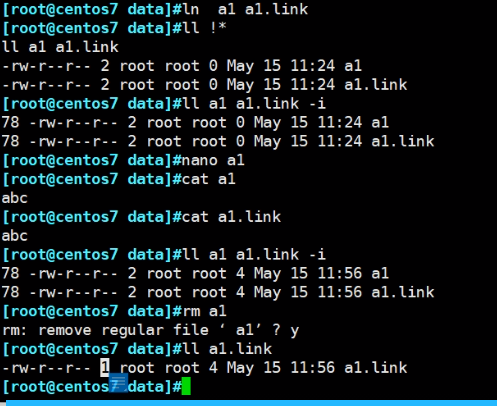 [root@centos7 data]#ln  a1 a1.link
[root@centos7 data]#ll !*
ll a1 a1.link
-rw-r--r-- 2 root root 0 May 15 11:24 a1
-rw-r--r-- 2 root root 0 May 15 11:24 a1.link
[root@centos7 data]#ll a1 a1.link -i
78 -rw-r--r-- 2 root root 0 May 15 11:24 a1
78 -rw-r--r-- 2 root root 0 May 15 11:24 a1.link
[root@centos7 data]#nano a1
[root@centos7 data]#cat a1
abc
[root@centos7 data]#cat a1.link
abc
[root@centos7 data]#ll a1 a1.link -i
78 -rw-r--r-- 2 root root 4 May 15 11:56 a1
78 -rw-r--r-- 2 root root 4 May 15 11:56 a1.link
[root@centos7 data]#rm a1
rm: remove regular file ‘ a1’ ? y
[root@centos7 data]#ll a1.link
-rw-r--r-- 1 root root 4 May 15 11:56 a1.link
[root@centos7 data]#